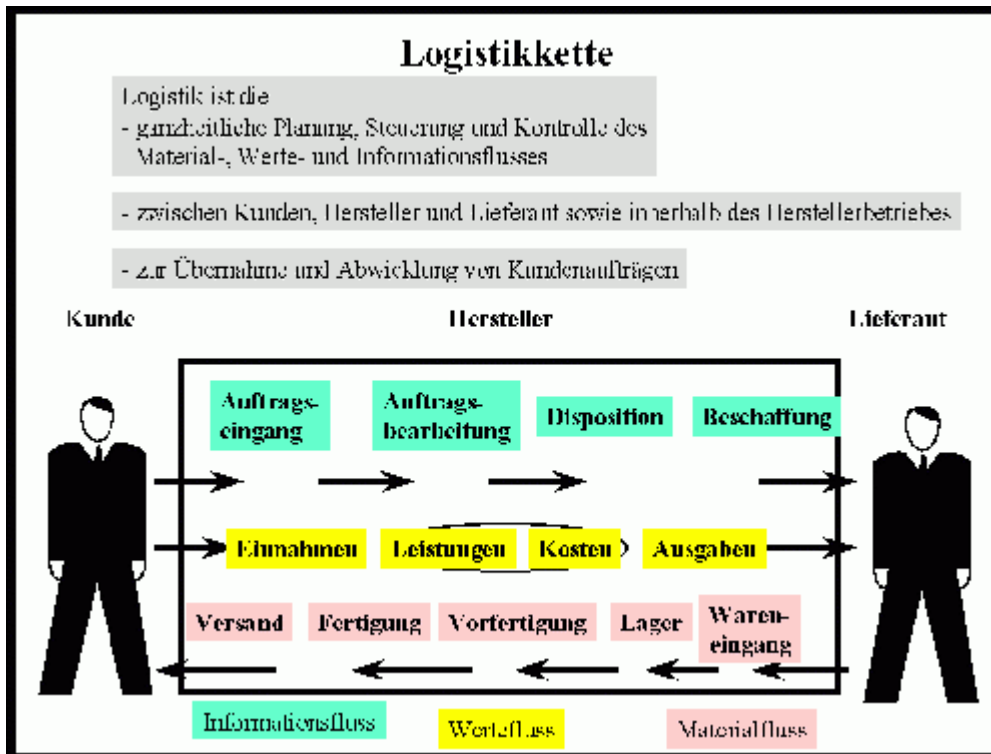 Logistikkette
Logistik ist die
- ganzheitliche Planung, Steuerung und Kontrolle des
Material-, Werte- und Informationsflusses
- zwischen Kunden, Hersteller und Lieferant sowie innerhalb des Herstellerbetriebes
- zur Übernahme und Abwicklung von Kundenaufträgen
Kunde Hersteller Lieferant
Auftrags-
eingang
Auftrags-
bearbeitung
Disposition
Beschaffung
Einnahmen Leistungen Kosten Ausgaben
Versand Fertigung Vorfertigung Lager
Waren-
eingang
Informationsfluss Wertefluss Materialfluss